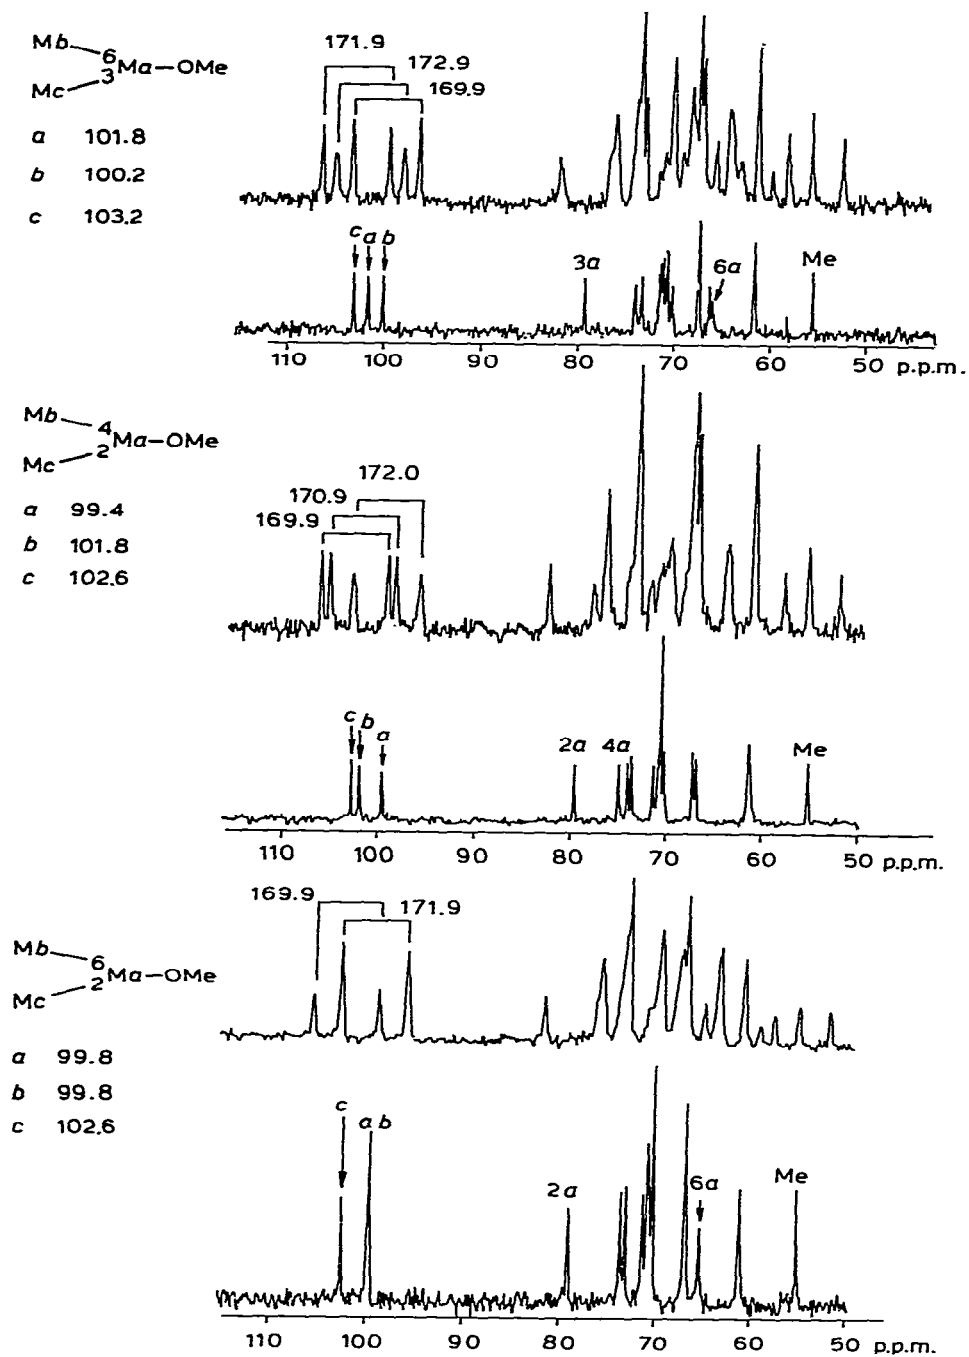 171.9
172.9
169.9
Mb 6
3 Ma—OMe
Mc
a 101.8
b 100.2
c 103.2
c a b
3a
6a
Me
110 100 90 80 70 60 50 p.p.m.
Mb 4
2 Ma—OMe
Mc
a 99.4
b 101.8
c 102.6
172.0
170.9
169.9
c b a
2a 4a
Me
110 100 90 80 70 60 50 p.p.m.
169.9
171.9
Mb 6
2 Ma—OMe
Mc
a 99.8
b 99.8
c 102.6
c
a b
2a
6a
Me
110 100 90 80 70 60 50 p.p.m.